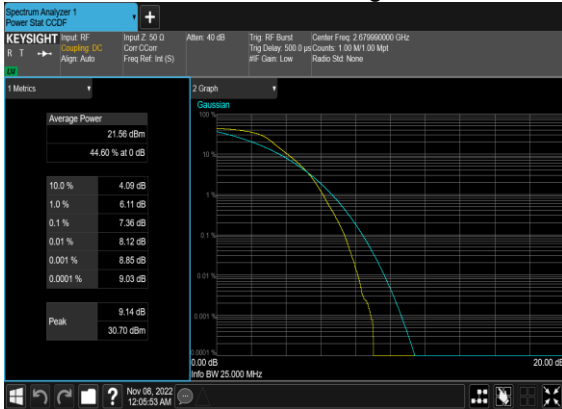 Spectrum Analyzer 1
Power Stat CCDF
+
KEYSIGHT Input: RF Input Z: 50 Ω Atten: 40 dB Trig: RF Burst Center Freq: 2.679990000 GHz
R T Coupling: DC Corr CCorr Trig Delay: 500.0 µs Counts: 1.00 M/1.00 Mpt
Align: Auto Freq Ref: Int (S) #IF Gain: Low Radio Std: None
1 Metrics
2 Graph
Average Power
21.56 dBm
44.60 % at 0 dB
10.0 % 4.09 dB
1.0 % 6.11 dB
0.1 % 7.36 dB
0.01 % 8.12 dB
0.001 % 8.85 dB
0.0001 % 9.03 dB
Peak 9.14 dB
30.70 dBm
Gaussian
100 %
10 %
1 %
0.1 %
0.01 %
0.001 %
0.0001 %
0.00 dB 20.00 dB
Info BW 25.000 MHz
? Nov 08, 2022
12:05:53 AM